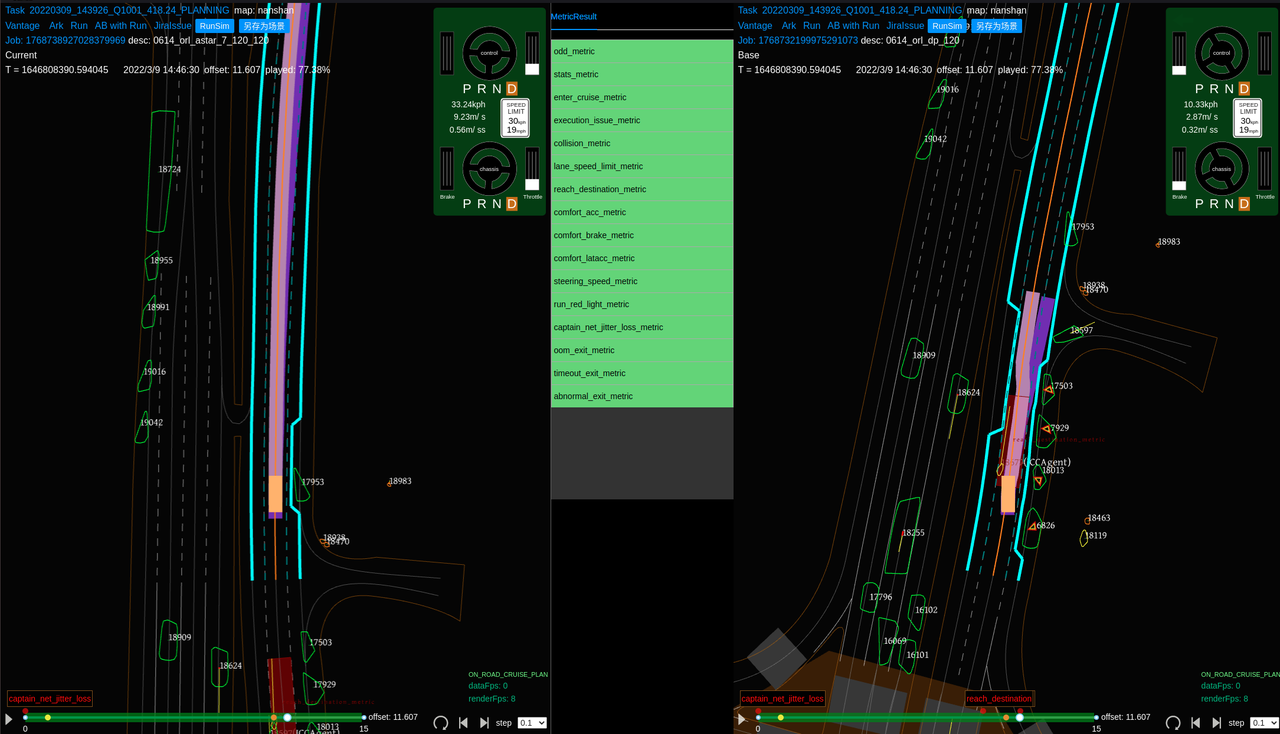 Task 20220309_143926_Q1001_418.24_PLANNING map: nanshan
Vantage Ark Run AB with Run JiraIssue RunSim 另存为场景
Job: 1768738927028379969 desc: 0614_orl_astar_7_120_120
Current
T = 1646808390.594045 2022/3/9 14:46:30 offset: 11.607 played: 77.38%
control
P R N D
33.24kph
9.23m/ s
0.56m/ ss
SPEED
LIMIT
30kph
19mph
chassis
Brake
Throttle
P R N D
18724
18955
18991
19016
19042
17953
18983
18938
18470
18909
18624
17503
17929
18013
ON_ROAD_CRUISE_PLAN
dataFps: 0
renderFps: 8
captain_net_jitter_loss
offset: 11.607
step 0.1
0
15
MetricResult
odd_metric
stats_metric
enter_cruise_metric
execution_issue_metric
collision_metric
lane_speed_limit_metric
reach_destination_metric
comfort_acc_metric
comfort_brake_metric
comfort_latacc_metric
steering_speed_metric
run_red_light_metric
captain_net_jitter_loss_metric
oom_exit_metric
timeout_exit_metric
abnormal_exit_metric
Task 20220309_143926_Q1001_418.24_PLANNING map: nanshan
Vantage Ark Run AB with Run JiraIssue RunSim 另存为场景
Job: 1768732199975291073 desc: 0614_orl_dp_120
Base
T = 1646808390.594045 2022/3/9 14:46:30 offset: 11.607 played: 77.38%
control
P R N D
10.33kph
2.87m/ s
0.32m/ ss
SPEED
LIMIT
30kph
19mph
chassis
Brake
Throttle
P R N D
19016
19042
17953
18983
18938
18470
18597
18909
18624
17503
7929
(CCAgent)
18013
18255
6826
18463
18119
17796
16102
16069
16101
ON_ROAD_CRUISE_PLAN
dataFps: 0
renderFps: 8
captain_net_jitter_loss
reach_destination
offset: 11.607
step 0.1
0
15